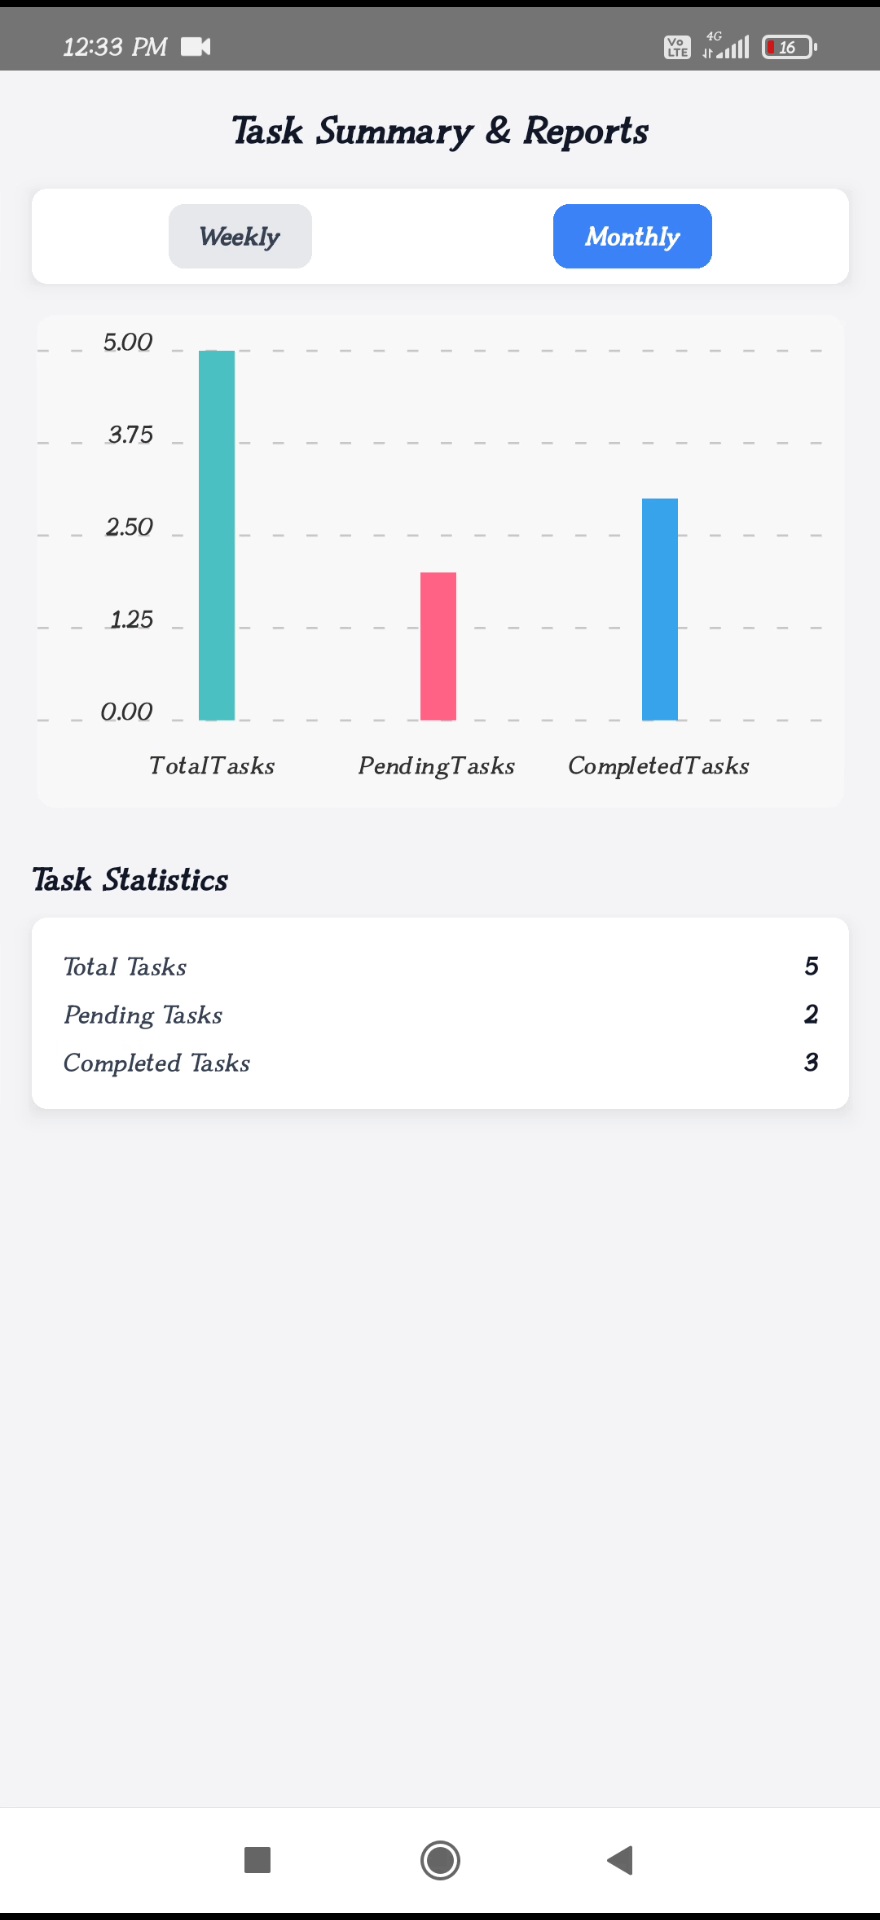 12:33 PM Vo LTE 4G 16
Task Summary & Reports
Weekly Monthly
5.00
3.75
2.50
1.25
0.00
TotalTasks PendingTasks CompletedTasks
Task Statistics
Total Tasks 5
Pending Tasks 2
Completed Tasks 3